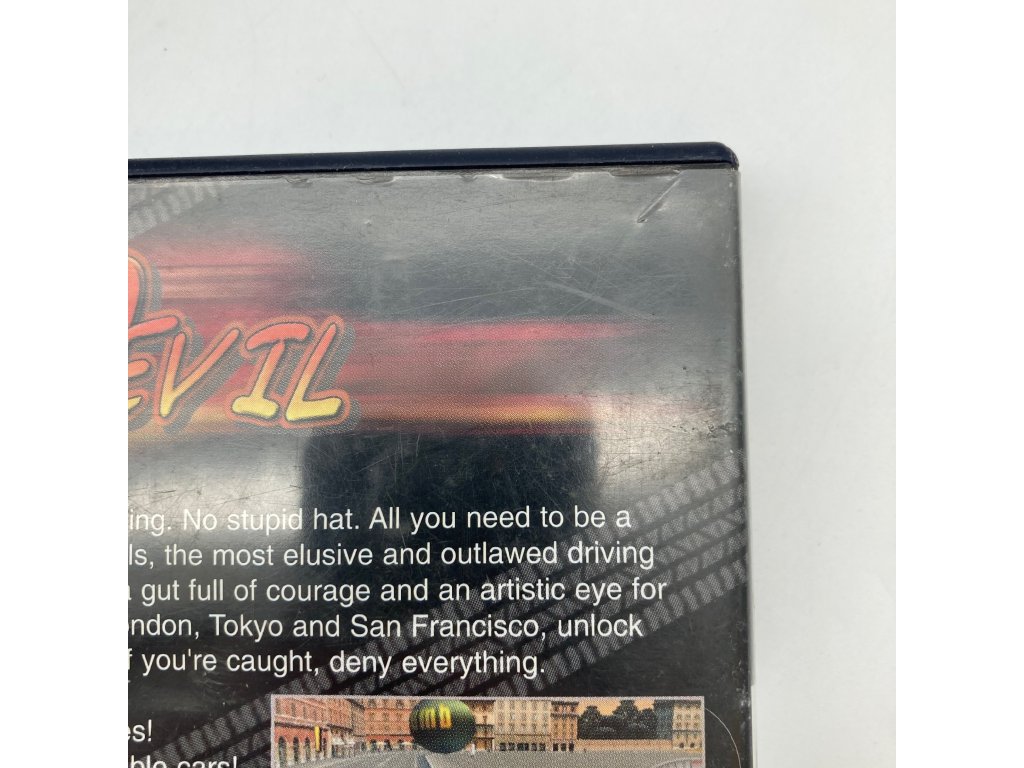 EVIL
ing. No stupid hat. All you need to be a
ls, the most elusive and outlawed driving
a gut full of courage and an artistic eye for
ondon, Tokyo and San Francisco, unlock
f you're caught, deny everything.
es!
ble cars!